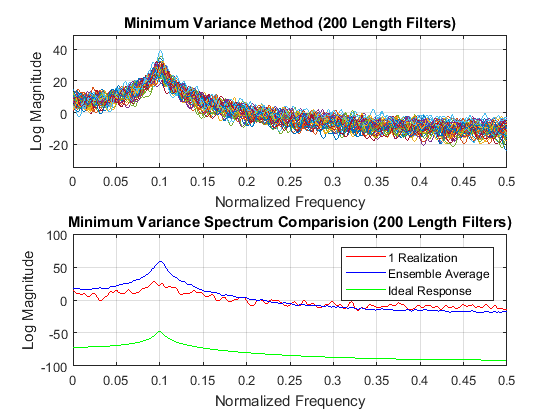 Minimum Variance Method (200 Length Filters)
40
20
0
-20
Log Magnitude
0 0.05 0.1 0.15 0.2 0.25 0.3 0.35 0.4 0.45 0.5
Normalized Frequency
Minimum Variance Spectrum Comparision (200 Length Filters)
100
50
0
-50
-100
Log Magnitude
1 Realization
Ensemble Average
Ideal Response
0 0.05 0.1 0.15 0.2 0.25 0.3 0.35 0.4 0.45 0.5
Normalized Frequency